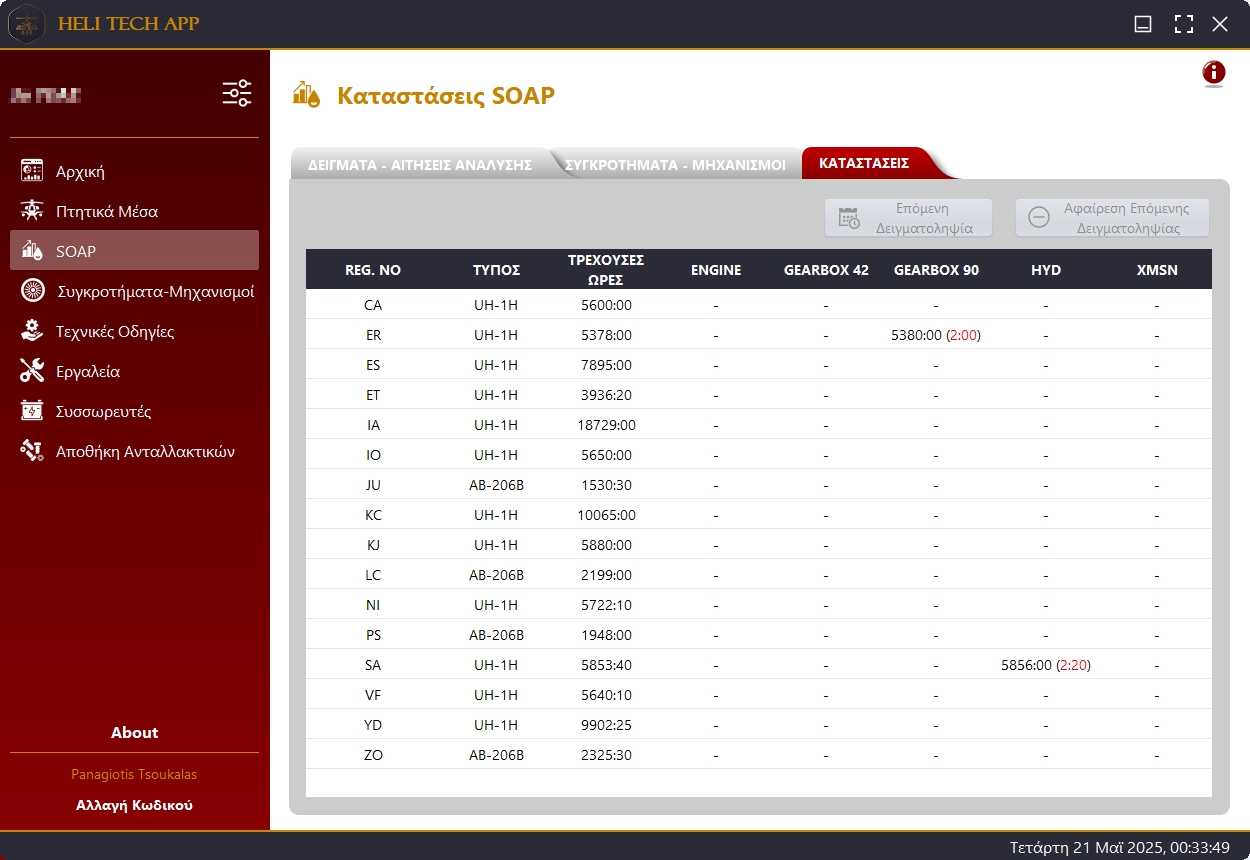 HELI TECH APP
Καταστάσεις SOAP
Αρχική
Πτητικά Μέσα
SOAP
Συγκροτήματα-Μηχανισμοί
Τεχνικές Οδηγίες
Εργαλεία
Συσσωρευτές
Αποθήκη Ανταλλακτικών
About
Panagiotis Tsoukalas
Αλλαγή Κωδικού
ΔΕΙΓΜΑΤΑ - ΑΙΤΗΣΕΙΣ ΑΝΑΛΥΣΗΣ ΣΥΓΚΡΟΤΗΜΑΤΑ - ΜΗΧΑΝΙΣΜΟΙ ΚΑΤΑΣΤΑΣΕΙΣ
Επόμενη
Δειγματοληψία
Αφαίρεση Επόμενης
Δειγματοληψίας
REG. NO ΤΥΠΟΣ ΤΡΕΧΟΥΣΕΣ ΩΡΕΣ ENGINE GEARBOX 42 GEARBOX 90 HYD XMSN
CA UH-1H 5600:00 - - - - -
ER UH-1H 5378:00 - - 5380:00 (2:00) - -
ES UH-1H 7895:00 - - - - -
ET UH-1H 3936:20 - - - - -
IA UH-1H 18729:00 - - - - -
IO UH-1H 5650:00 - - - - -
JU AB-206B 1530:30 - - - - -
KC UH-1H 10065:00 - - - - -
KJ UH-1H 5880:00 - - - - -
LC AB-206B 2199:00 - - - - -
NI UH-1H 5722:10 - - - - -
PS AB-206B 1948:00 - - - - -
SA UH-1H 5853:40 - - - 5856:00 (2:20) -
VF UH-1H 5640:10 - - - - -
YD UH-1H 9902:25 - - - - -
ZO AB-206B 2325:30 - - - - -
Τετάρτη 21 Μαϊ 2025, 00:33:49